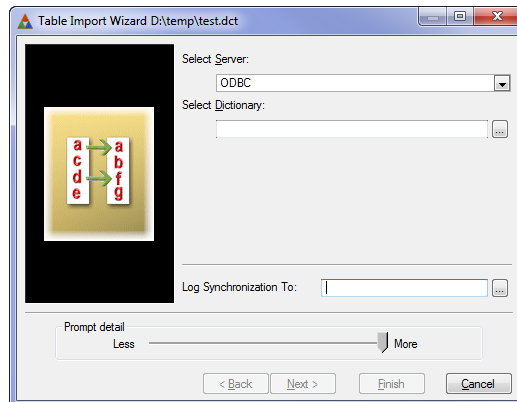 Table Import Wizard D:\temp\test.dct
Select Server:
ODBC
Select Dictionary:
...
a a
c b
d f
e g
Log Synchronization To:
...
Prompt detail
Less More
< Back Next > Finish Cancel